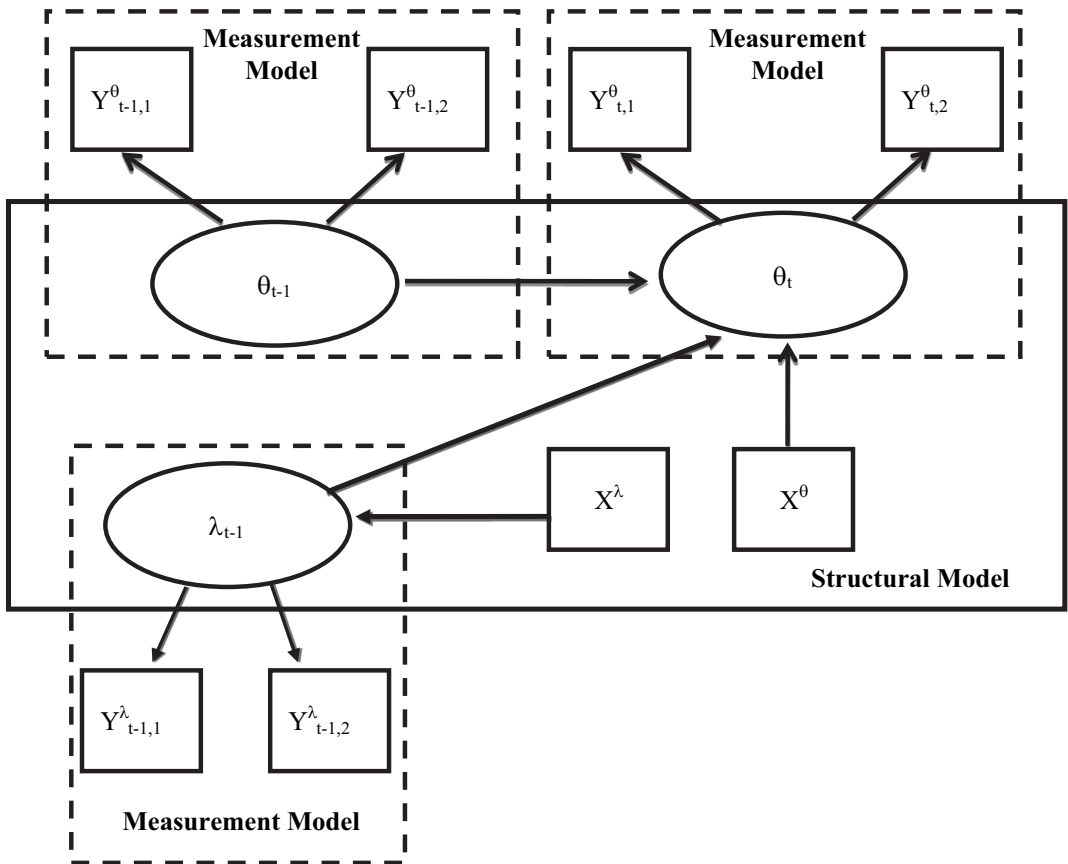 Measurement
Model
Measurement
Model
Y^θ_{t-1,1}
Y^θ_{t-1,2}
Y^θ_{t,1}
Y^θ_{t,2}
θ_{t-1}
θ_t
λ_{t-1}
X^λ
X^θ
Structural Model
Y^λ_{t-1,1}
Y^λ_{t-1,2}
Measurement Model